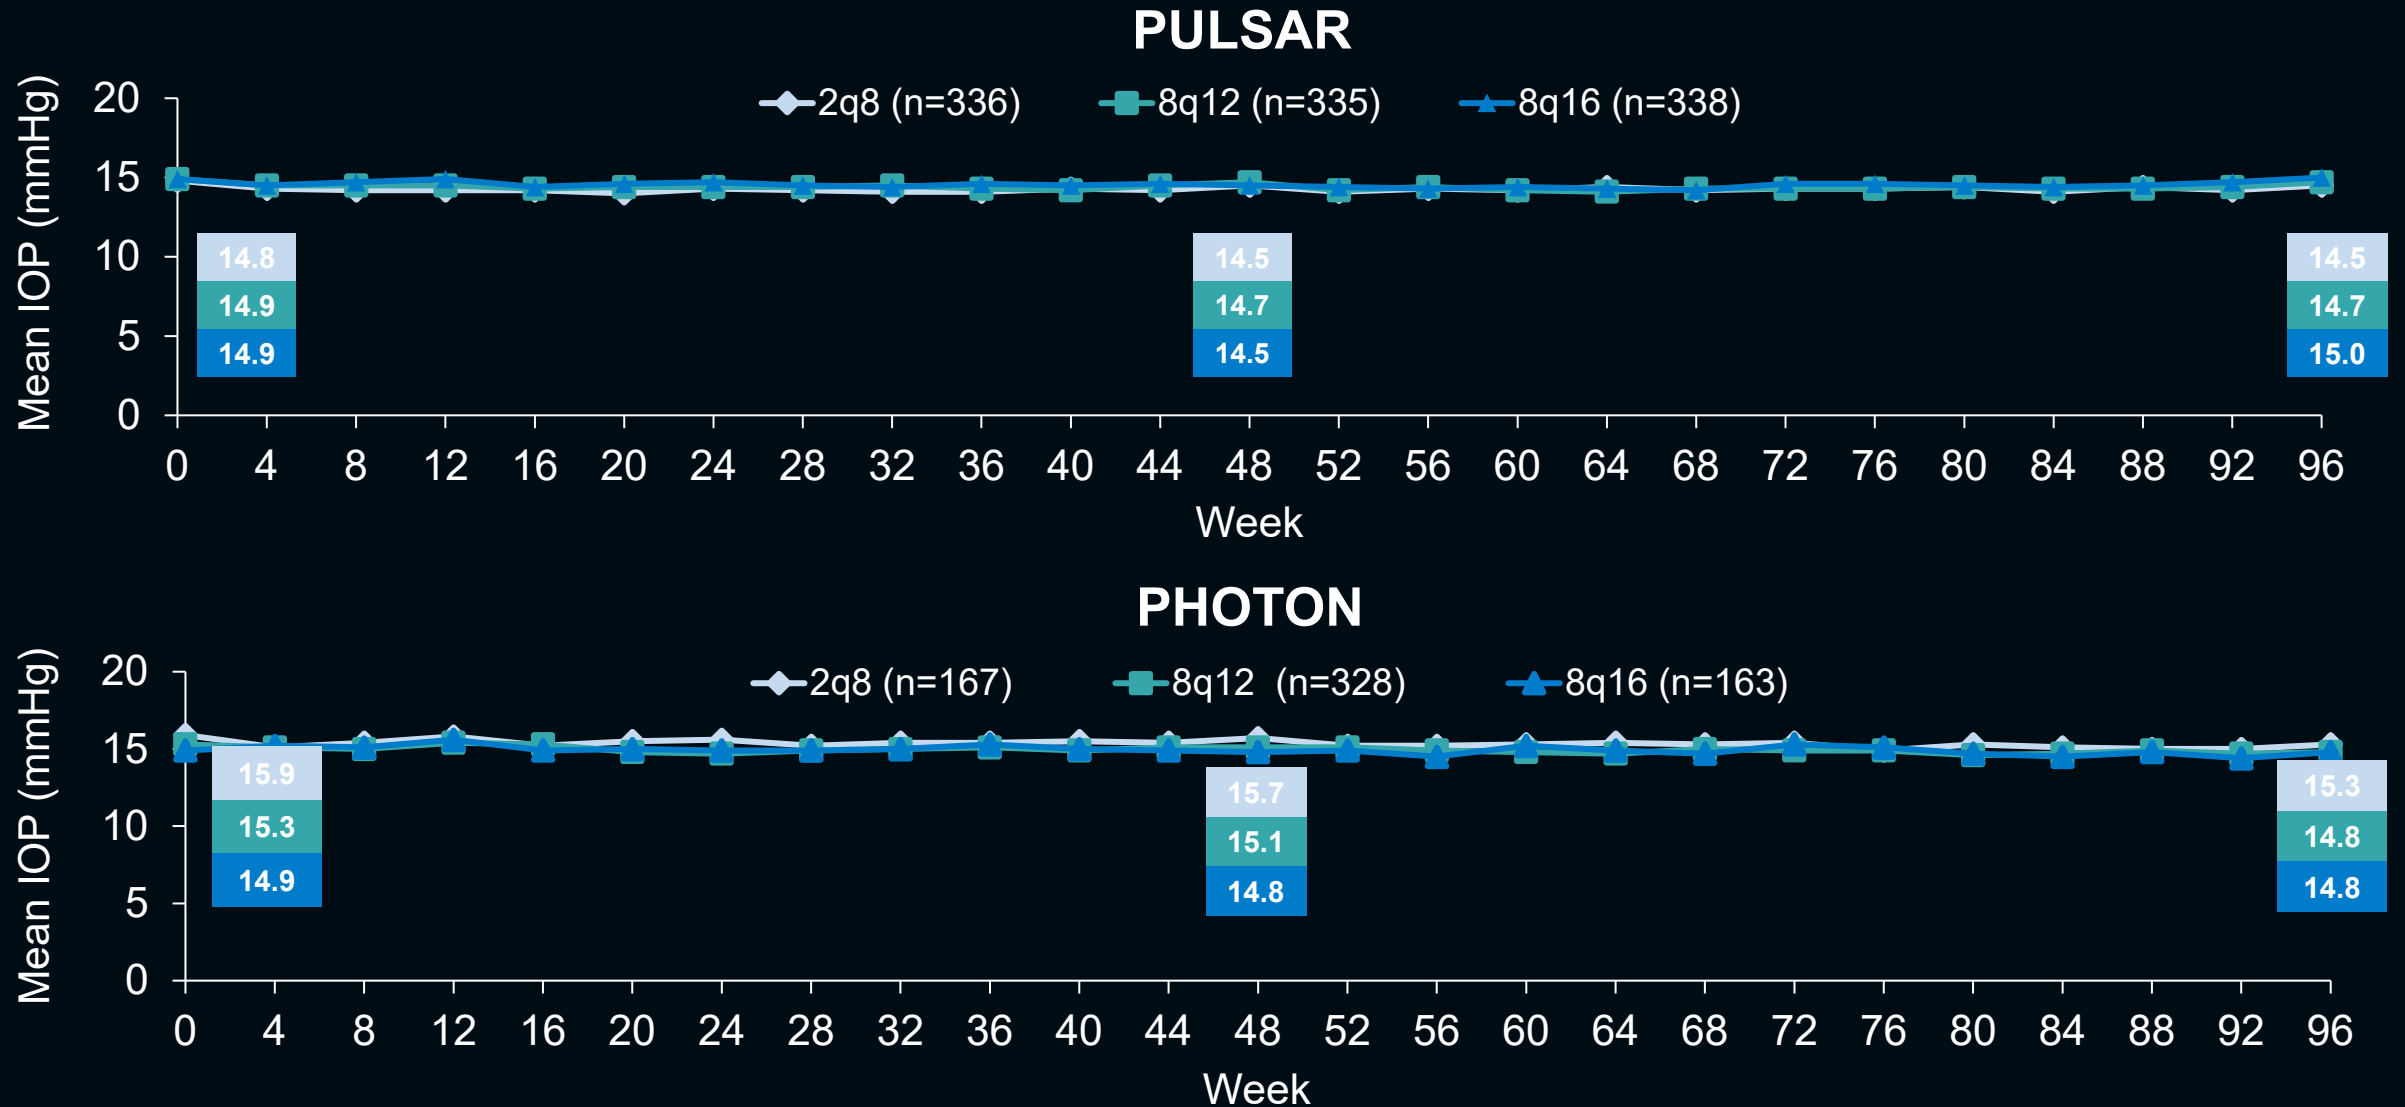 PULSAR
Mean IOP (mmHg)
2q8 (n=336)
8q12 (n=335)
8q16 (n=338)
20
15
10
5
0
14.8
14.9
14.9
14.5
14.7
14.5
14.5
14.7
15.0
0 4 8 12 16 20 24 28 32 36 40 44 48 52 56 60 64 68 72 76 80 84 88 92 96
Week
PHOTON
Mean IOP (mmHg)
2q8 (n=167)
8q12 (n=328)
8q16 (n=163)
20
15
10
5
0
15.9
15.3
14.9
15.7
15.1
14.8
15.3
14.8
14.8
0 4 8 12 16 20 24 28 32 36 40 44 48 52 56 60 64 68 72 76 80 84 88 92 96
Week